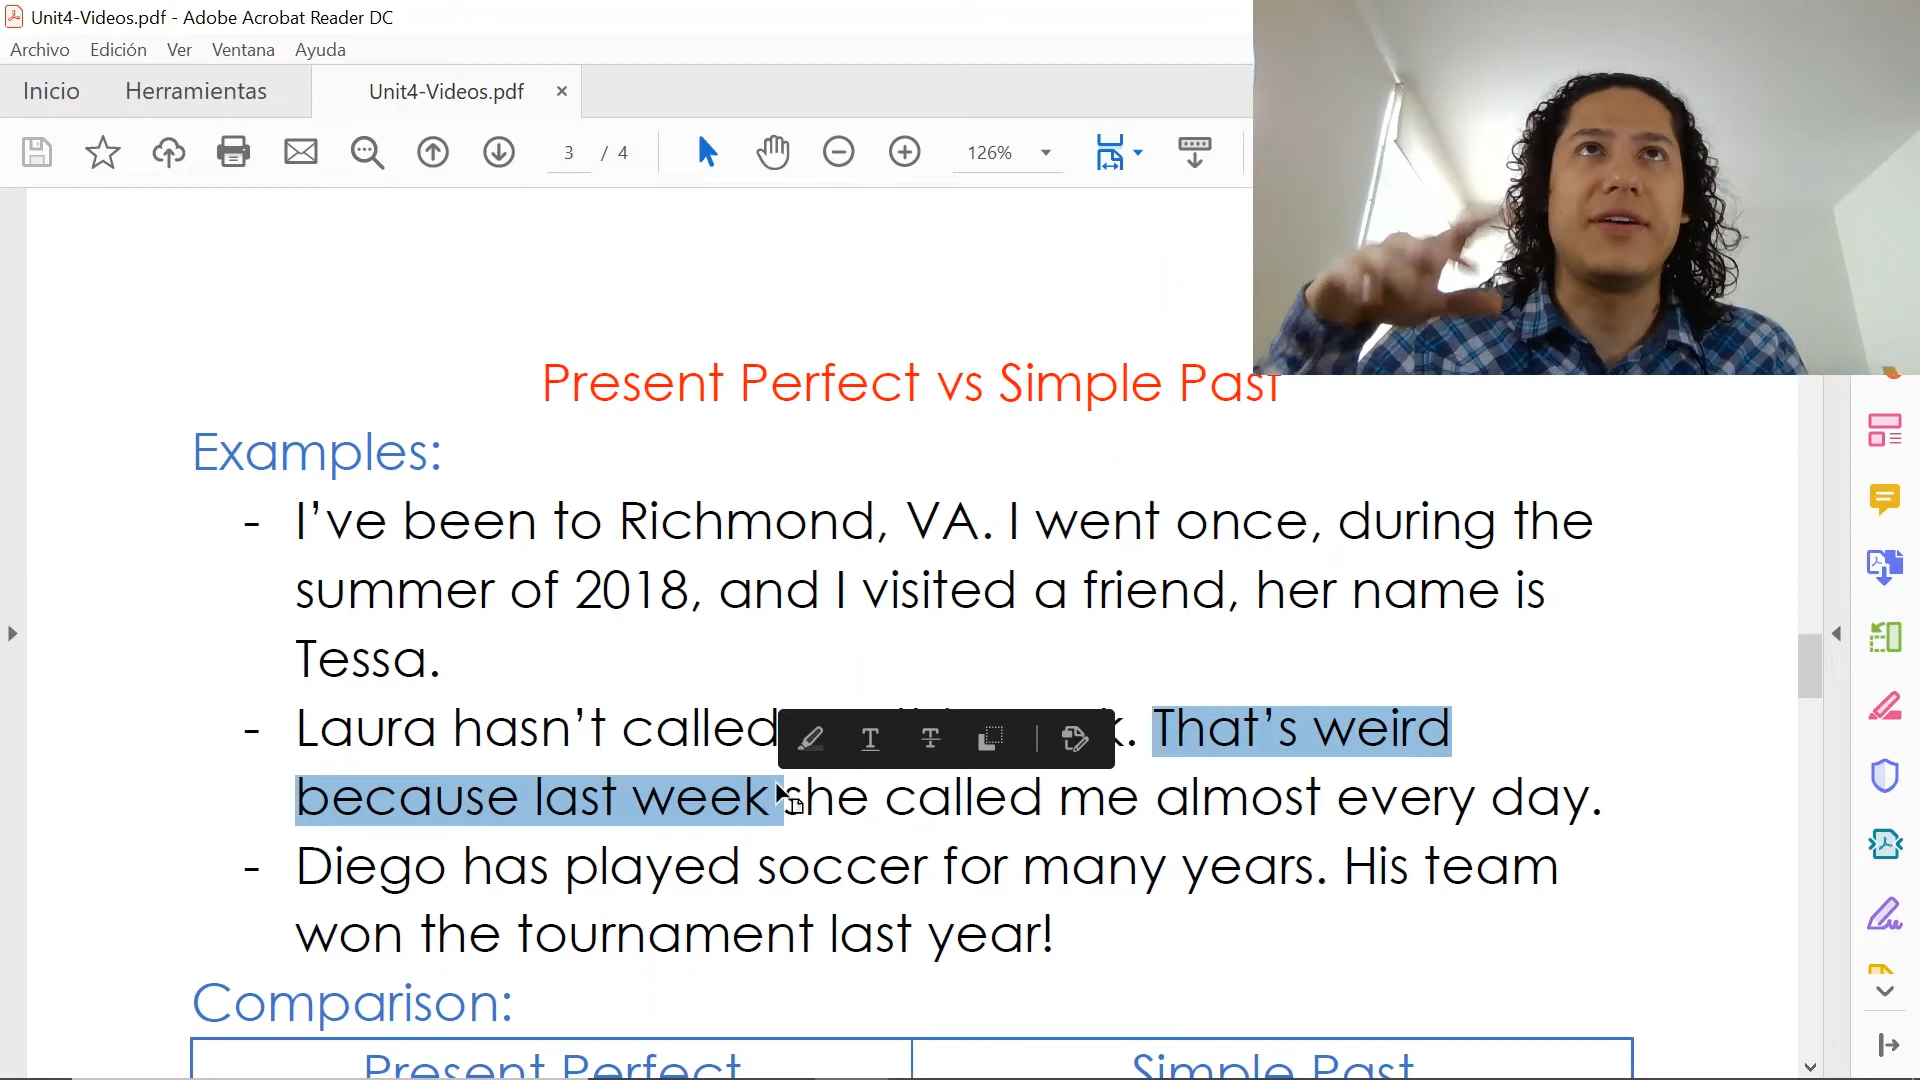 Unit4-Videos.pdf - Adobe Acrobat Reader DC
Archivo Edición Ver Ventana Ayuda
Inicio Herramientas Unit4-Videos.pdf ×
3 / 4 126%
Present Perfect vs Simple Past
Examples:
- I’ve been to Richmond, VA. I went once, during the
summer of 2018, and I visited a friend, her name is
Tessa.
- Laura hasn’t called That’s weird
because last week she called me almost every day.
- Diego has played soccer for many years. His team
won the tournament last year!
Comparison:
Present Perfect Simple Past